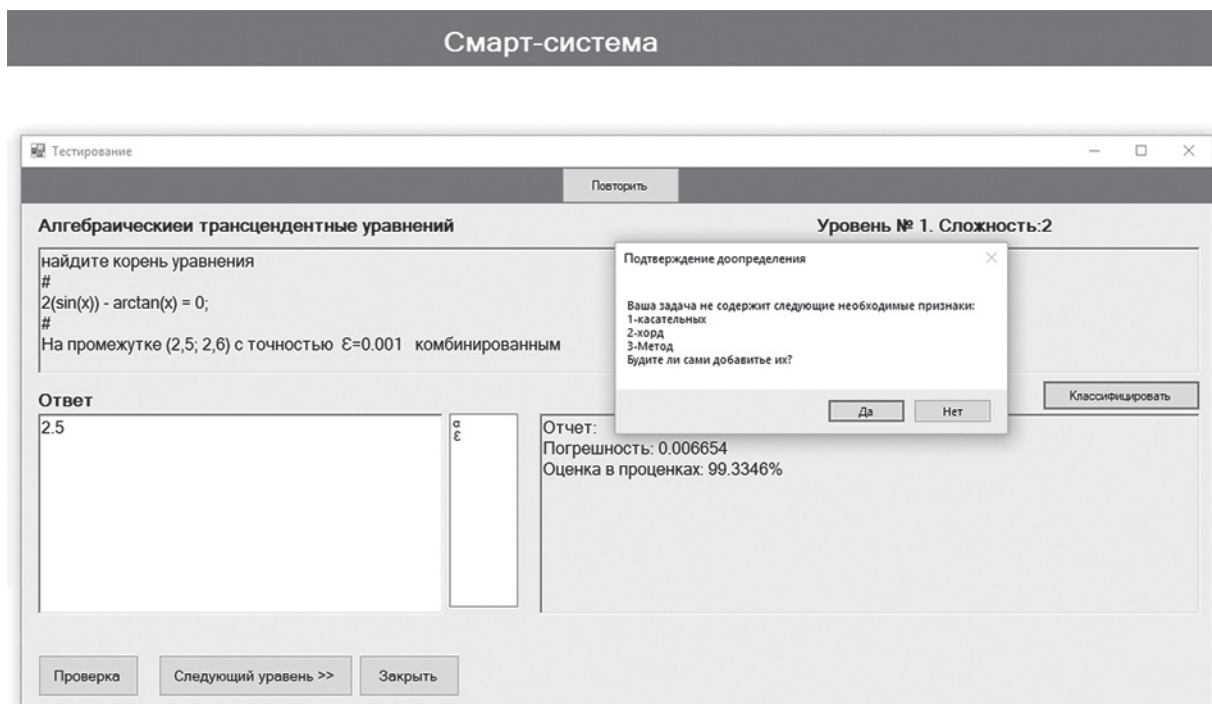 Смарт-система
Тестирование
Повторить
Алгебраическиеи трансцендентные уравнений
Уровень № 1. Сложность:2
найдите корень уравнения
#
2(sin(x)) - arctan(x) = 0;
#
На промежутке (2,5; 2,6) с точностью Ɛ=0.001 комбинированным
Подтверждение доопределения
Ваша задача не содержит следующие необходимые признаки:
1-касательных
2-хорд
3-Метод
Будите ли сами добавитье их?
Да
Нет
Классифицировать
Ответ
2.5
α
ε
Отчет:
Погрешность: 0.006654
Оценка в проценках: 99.3346%
Проверка
Следующий уравень >>
Закрыть